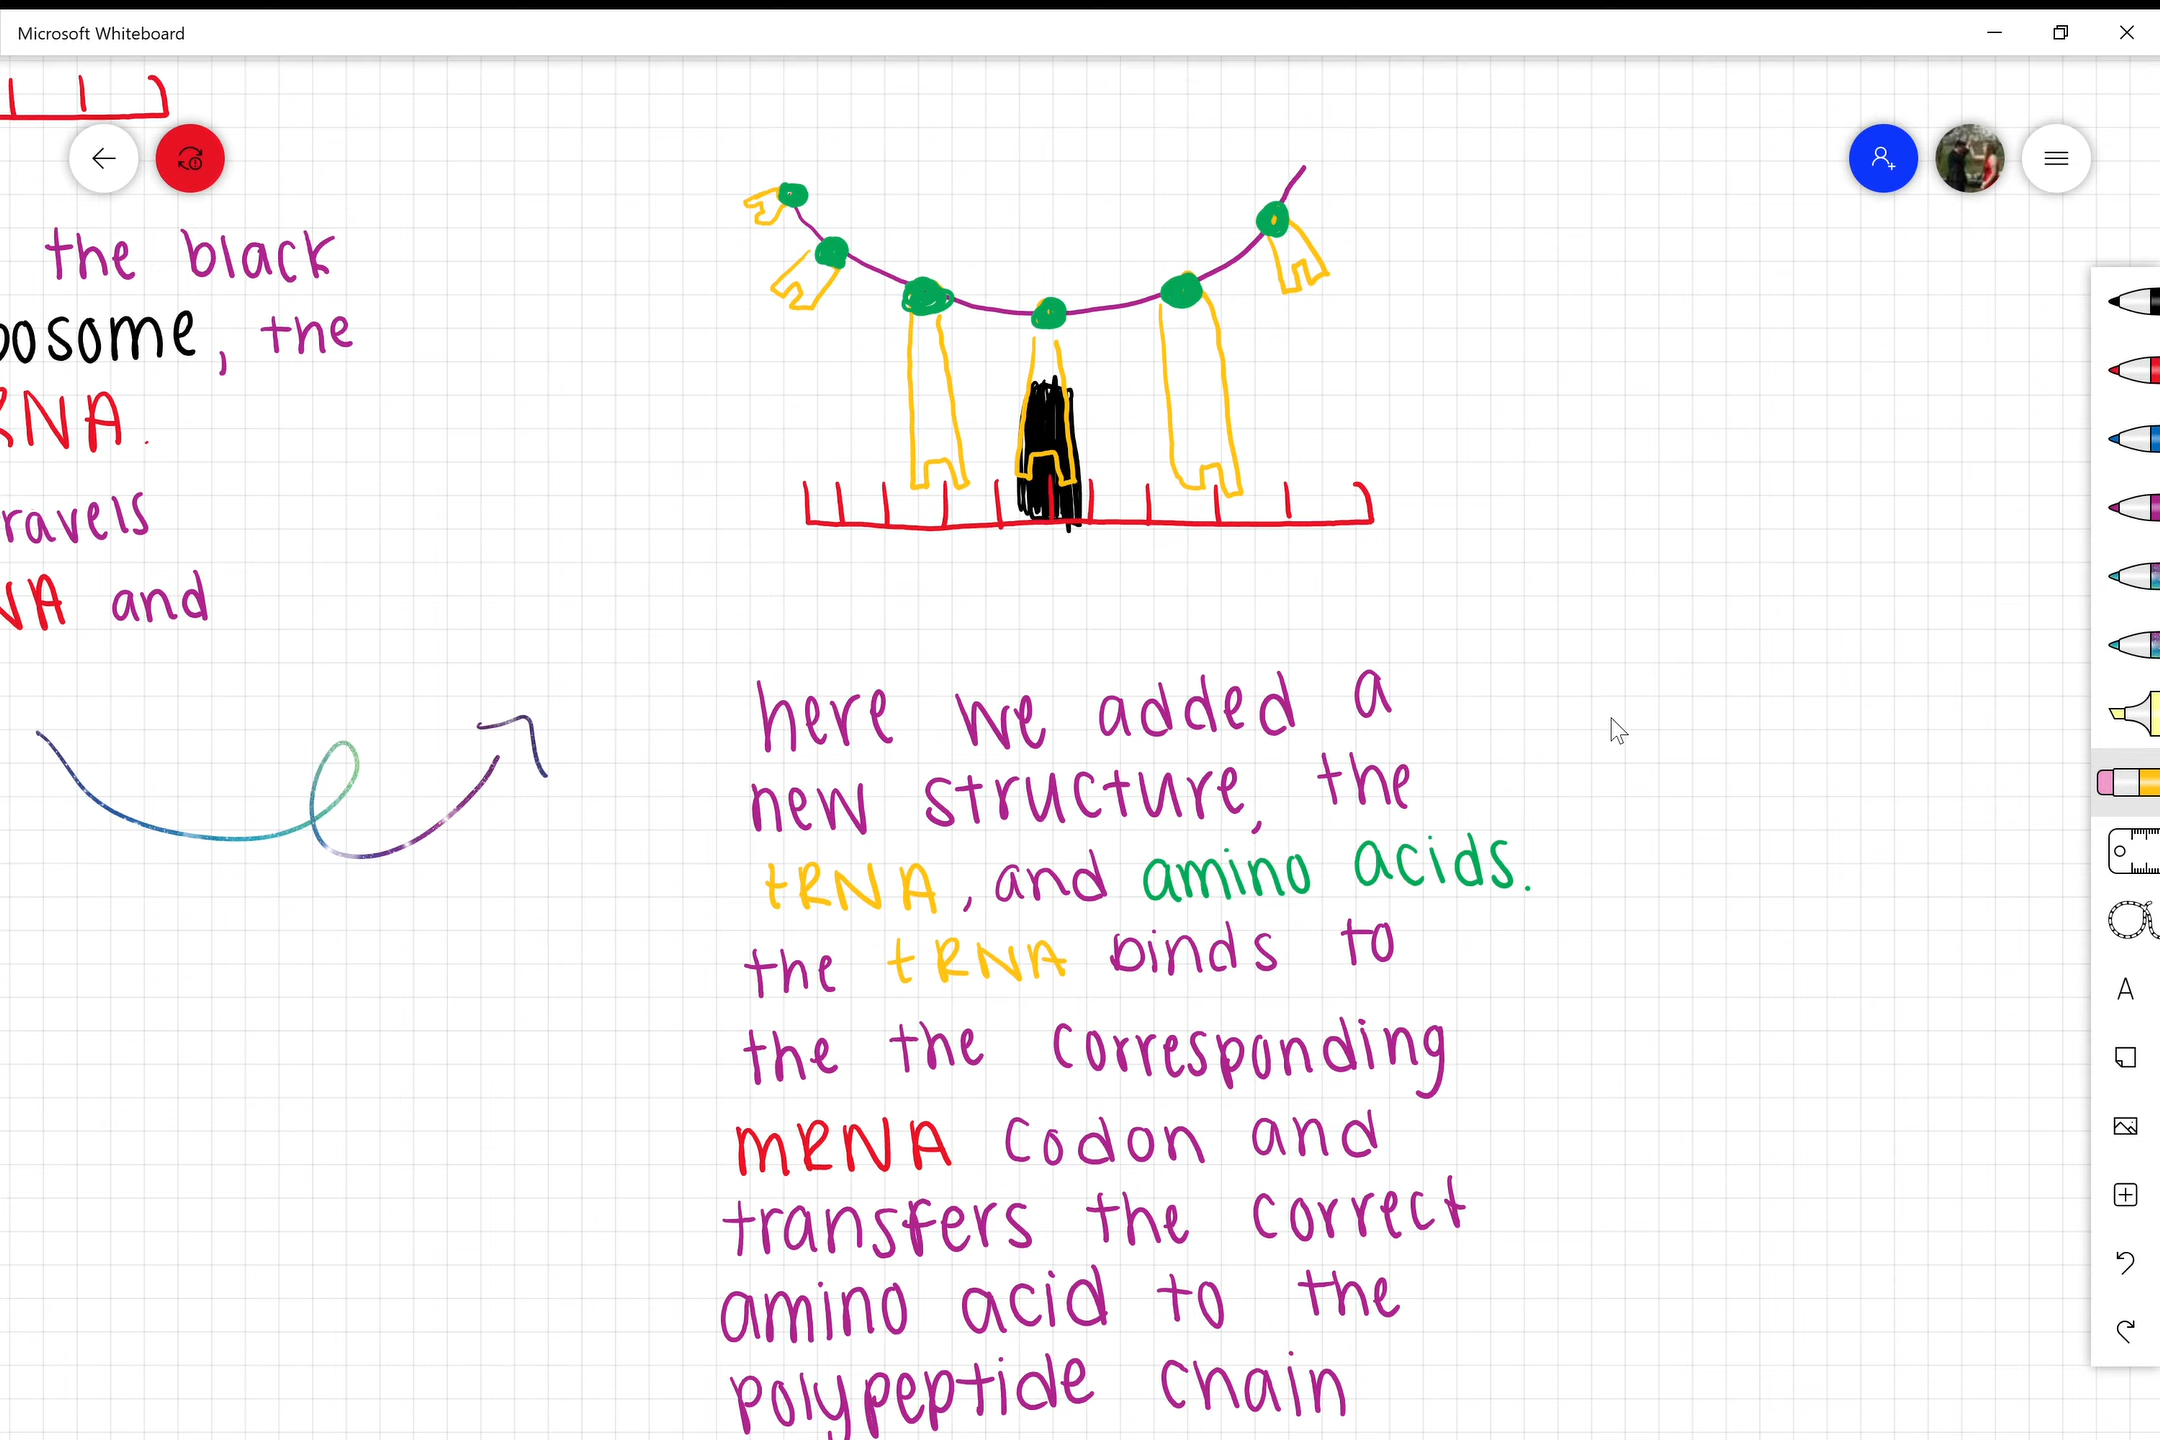 Microsoft Whiteboard
the black
osome, the
RNA.
ravels
NA and
here we added a
new structure, the
tRNA, and amino acids.
the tRNA binds to
the the corresponding
mRNA codon and
transfers the correct
amino acid to the
polypeptide chain